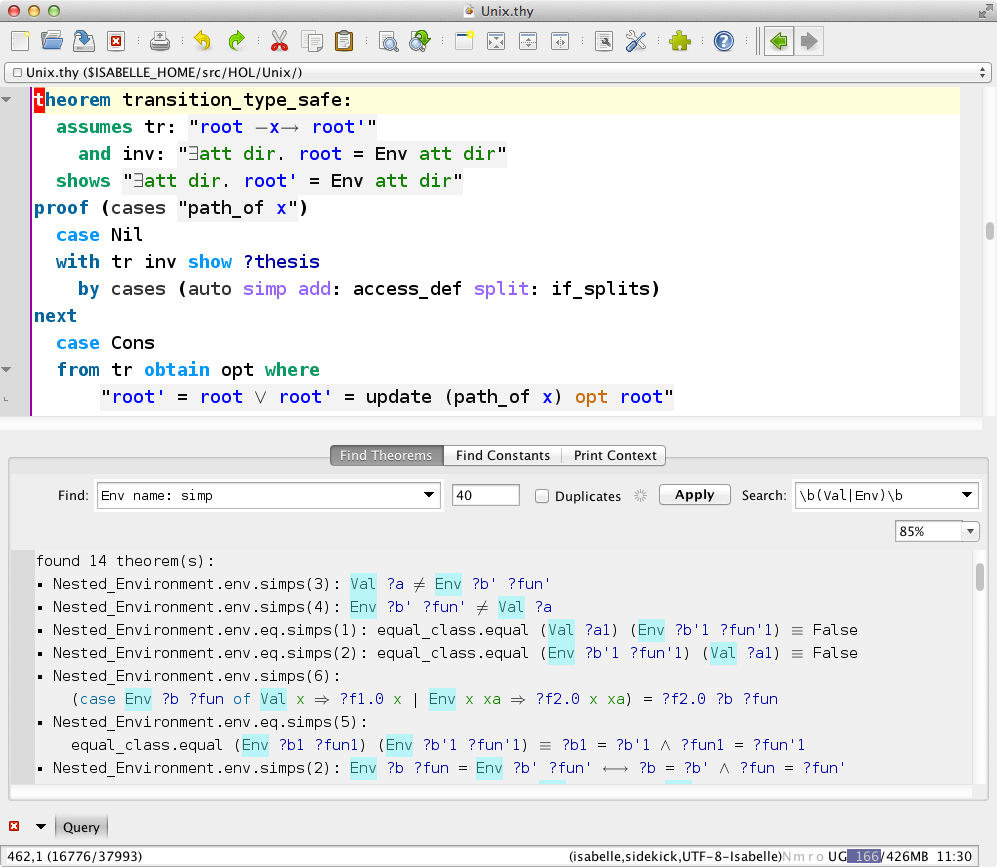 Unix.thy
Unix.thy ($ISABELLE_HOME/src/HOL/Unix/)
theorem transition_type_safe:
assumes tr: "root —x→ root'"
and inv: "∃att dir. root = Env att dir"
shows "∃att dir. root' = Env att dir"
proof (cases "path_of x")
case Nil
with tr inv show ?thesis
by cases (auto simp add: access_def split: if_splits)
next
case Cons
from tr obtain opt where
"root' = root ∨ root' = update (path_of x) opt root"
Find Theorems Find Constants Print Context
Find: Env name: simp 40 Duplicates Apply Search: \b(Val|Env)\b
85%
found 14 theorem(s):
▪ Nested_Environment.env.simps(3): Val ?a ≠ Env ?b' ?fun'
▪ Nested_Environment.env.simps(4): Env ?b' ?fun' ≠ Val ?a
▪ Nested_Environment.env.eq.simps(1): equal_class.equal (Val ?a1) (Env ?b'1 ?fun'1) ≡ False
▪ Nested_Environment.env.eq.simps(2): equal_class.equal (Env ?b'1 ?fun'1) (Val ?a1) ≡ False
▪ Nested_Environment.env.simps(6):
(case Env ?b ?fun of Val x ⇒ ?f1.0 x | Env x xa ⇒ ?f2.0 x xa) = ?f2.0 ?b ?fun
▪ Nested_Environment.env.eq.simps(5):
equal_class.equal (Env ?b1 ?fun1) (Env ?b'1 ?fun'1) ≡ ?b1 = ?b'1 ∧ ?fun1 = ?fun'1
▪ Nested_Environment.env.simps(2): Env ?b ?fun = Env ?b' ?fun' ⟷ ?b = ?b' ∧ ?fun = ?fun'
Query
462,1 (16776/37993) (isabelle,sidekick,UTF-8-Isabelle)N m r o UG 166/426MB 11:30